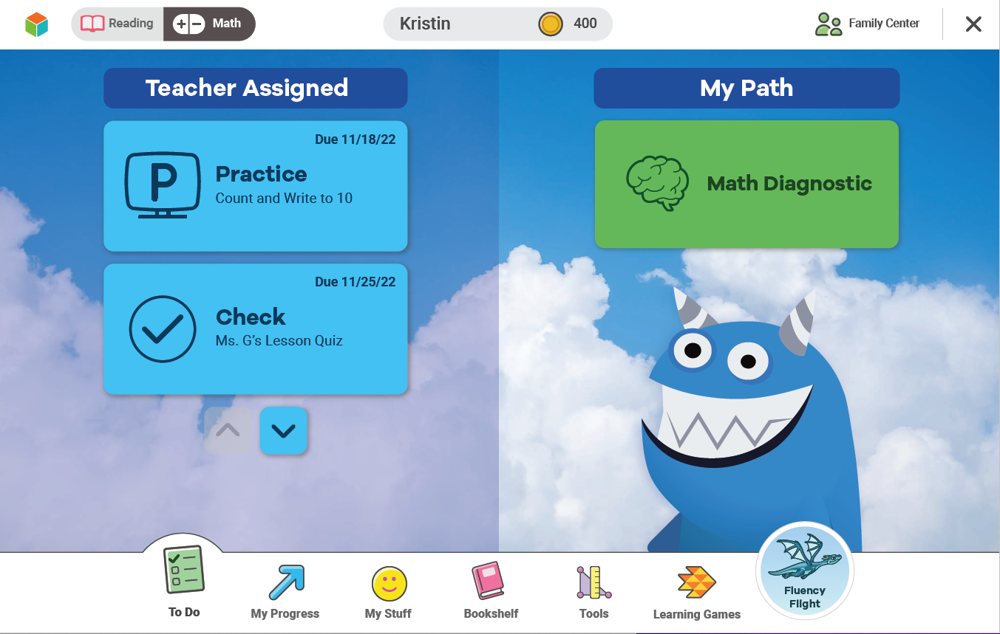 Reading
Math
Kristin
400
Family Center
Teacher Assigned
Due 11/18/22
P
Practice
Count and Write to 10
Due 11/25/22
Check
Ms. G’s Lesson Quiz
My Path
Math Diagnostic
To Do
My Progress
My Stuff
Bookshelf
Tools
Learning Games
Fluency
Flight